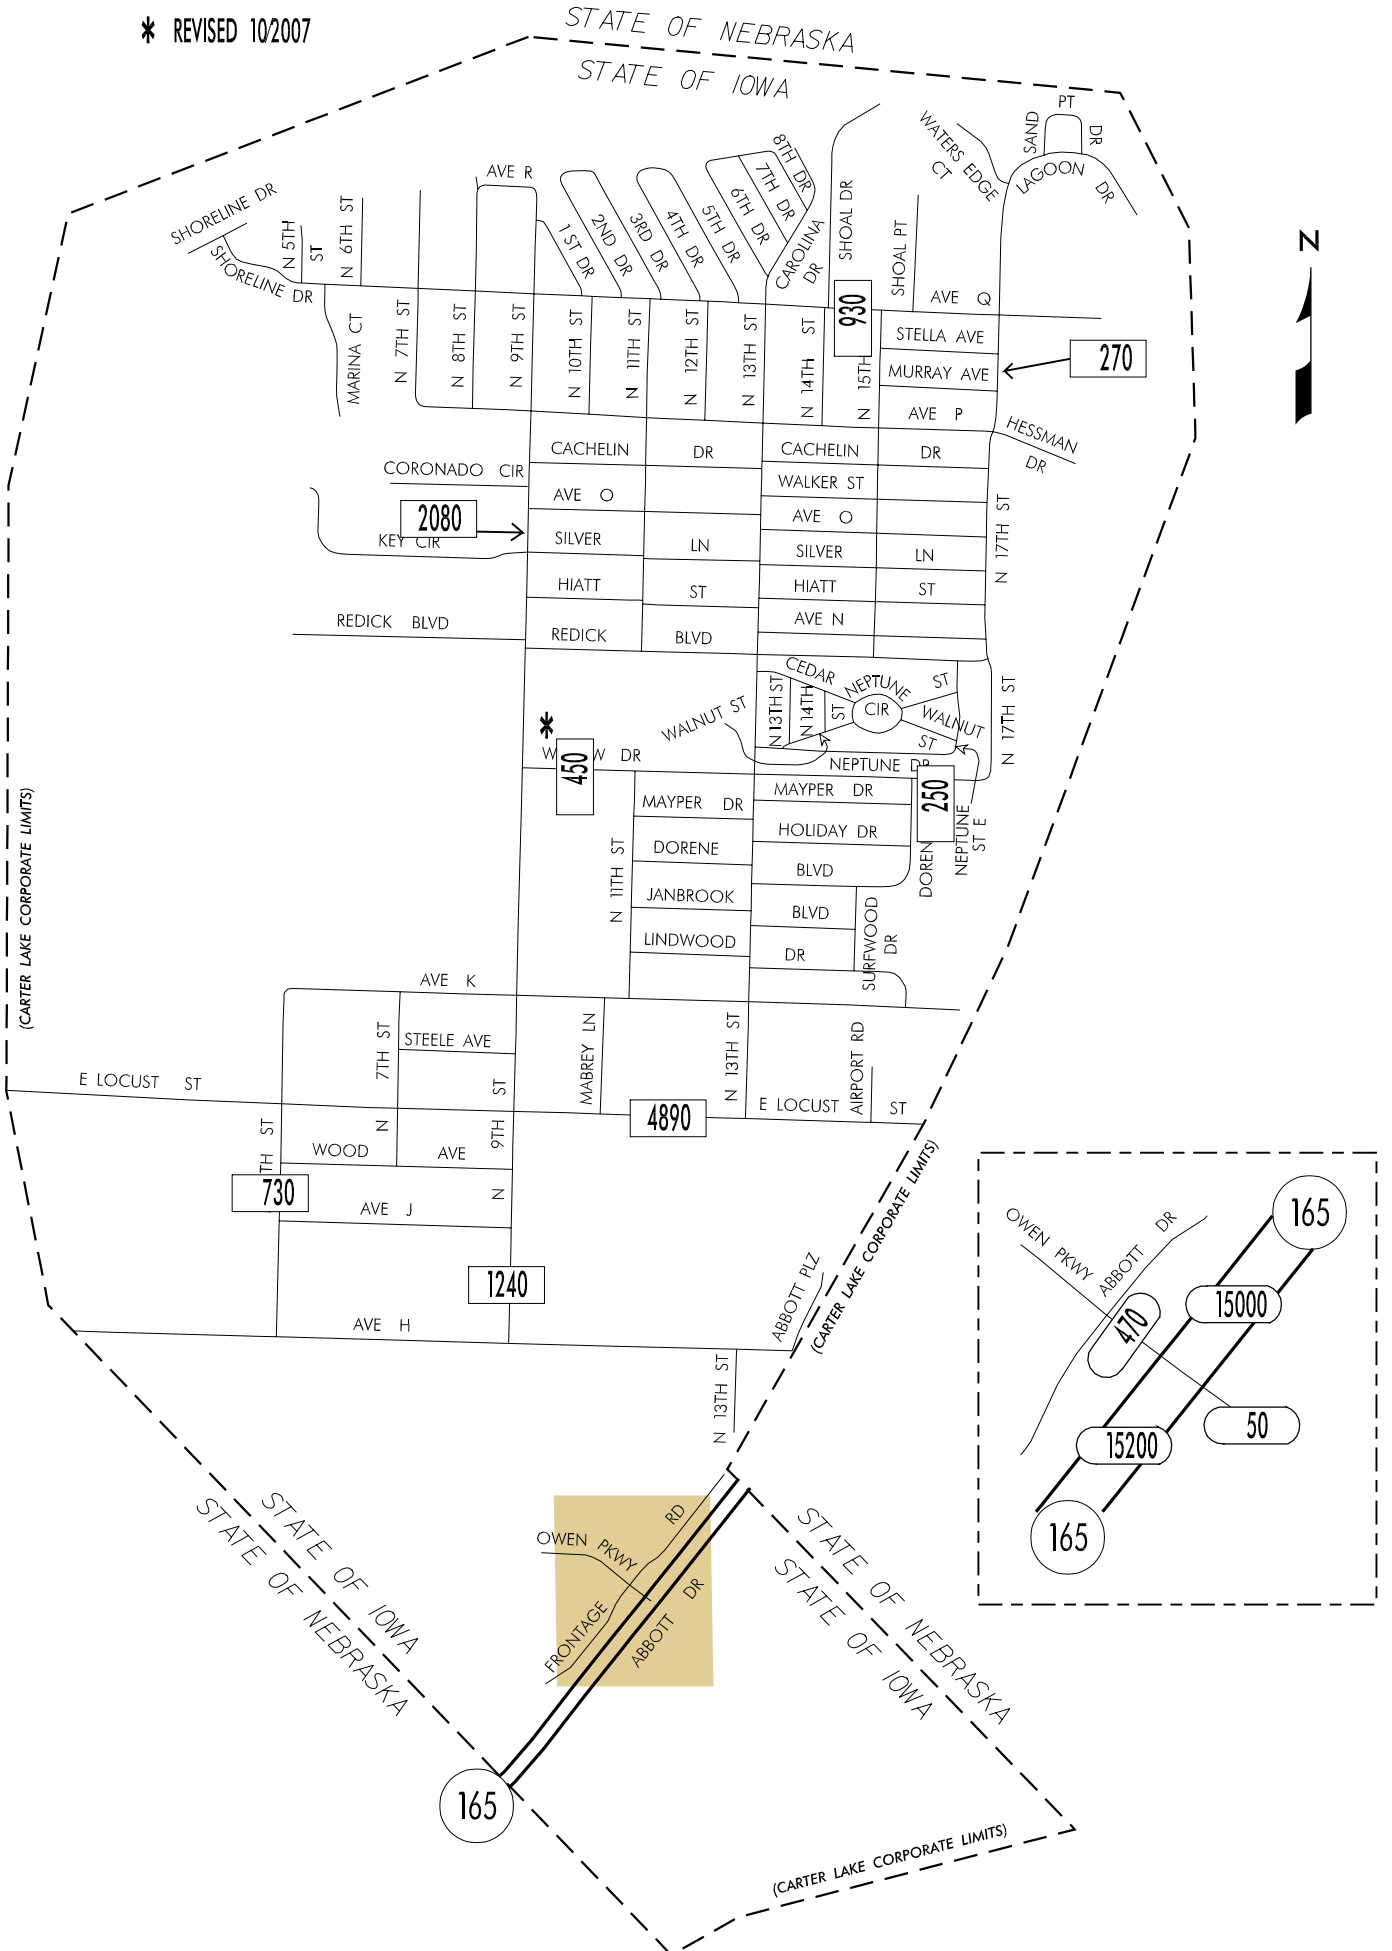 * REVISED 10/2007
STATE OF NEBRASKA
STATE OF IOWA
SAND PT DR
WATERS EDGE CT
LAGOON DR
8TH DR
7TH DR
6TH DR
5TH DR
4TH DR
3RD DR
2ND DR
1 ST DR
AVE R
CAROLINA DR
SHOAL DR
SHOAL PT
SHORELINE DR
SHORELINE DR
N 5TH ST
N 6TH ST
N
AVE Q
930
MARINA CT
N 7TH ST
N 8TH ST
N 9TH ST
N 10TH ST
N 11TH ST
N 12TH ST
N 13TH ST
N 14TH ST
N 15TH
STELLA AVE
MURRAY AVE
270
AVE P
HESSMAN DR
CACHELIN DR
CACHELIN DR
CORONADO CIR
WALKER ST
AVE O
AVE O
2080
KEY CIR
SILVER LN
SILVER LN
N 17TH ST
HIATT ST
HIATT ST
REDICK BLVD
REDICK BLVD
AVE N
CEDAR ST
NEPTUNE CIR
ST
WALNUT ST
N 13TH ST
N 14TH
WALNUT ST
N 17TH ST
*
W W DR
450
NEPTUNE DR
250
MAYPER DR
MAYPER DR
HOLIDAY DR
DOREN
NEPTUNE ST E
DORENE BLVD
N 11TH ST
JANBROOK BLVD
LINDWOOD DR
SURFWOOD DR
(CARTER LAKE CORPORATE LIMITS)
AVE K
7TH ST N
STEELE AVE
9TH ST N
MABREY LN
N 13TH ST
AIRPORT RD
E LOCUST ST
4890
E LOCUST ST
TH ST
WOOD AVE
730
AVE J
1240
AVE H
ABBOTT PLZ
(CARTER LAKE CORPORATE LIMITS)
N 13TH ST
OWEN PKWY
ABBOTT DR
165
15000
470
50
15200
165
STATE OF IOWA
STATE OF NEBRASKA
OWEN PKWY
FRONTAGE RD
ABBOTT DR
STATE OF NEBRASKA
STATE OF IOWA
165
(CARTER LAKE CORPORATE LIMITS)